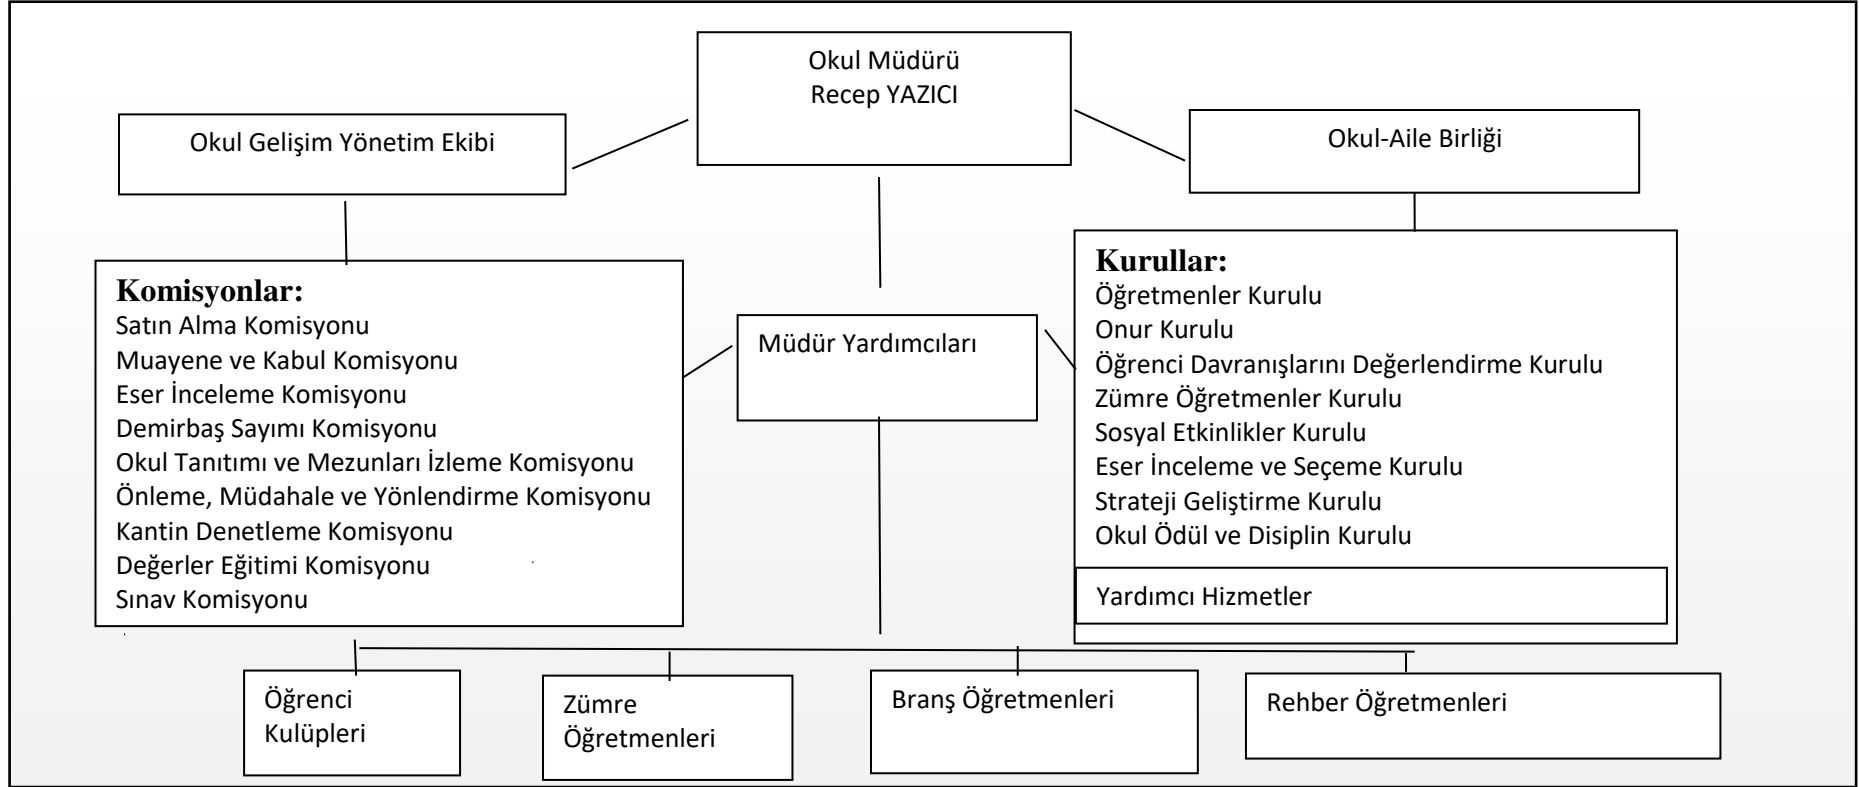 Okul Müdürü
Recep YAZICI
Okul Gelişim Yönetim Ekibi
Okul-Aile Birliği
Komisyonlar:
Satın Alma Komisyonu
Muayene ve Kabul Komisyonu
Eser İnceleme Komisyonu
Demirbaş Sayımı Komisyonu
Okul Tanıtımı ve Mezunları İzleme Komisyonu
Önleme, Müdahale ve Yönlendirme Komisyonu
Kantin Denetleme Komisyonu
Değerler Eğitimi Komisyonu
Sınav Komisyonu
Müdür Yardımcıları
Kurullar:
Öğretmenler Kurulu
Onur Kurulu
Öğrenci Davranışlarını Değerlendirme Kurulu
Zümre Öğretmenler Kurulu
Sosyal Etkinlikler Kurulu
Eser İnceleme ve Seçeme Kurulu
Strateji Geliştirme Kurulu
Okul Ödül ve Disiplin Kurulu
Yardımcı Hizmetler
Öğrenci
Kulüpleri
Zümre
Öğretmenleri
Branş Öğretmenleri
Rehber Öğretmenleri